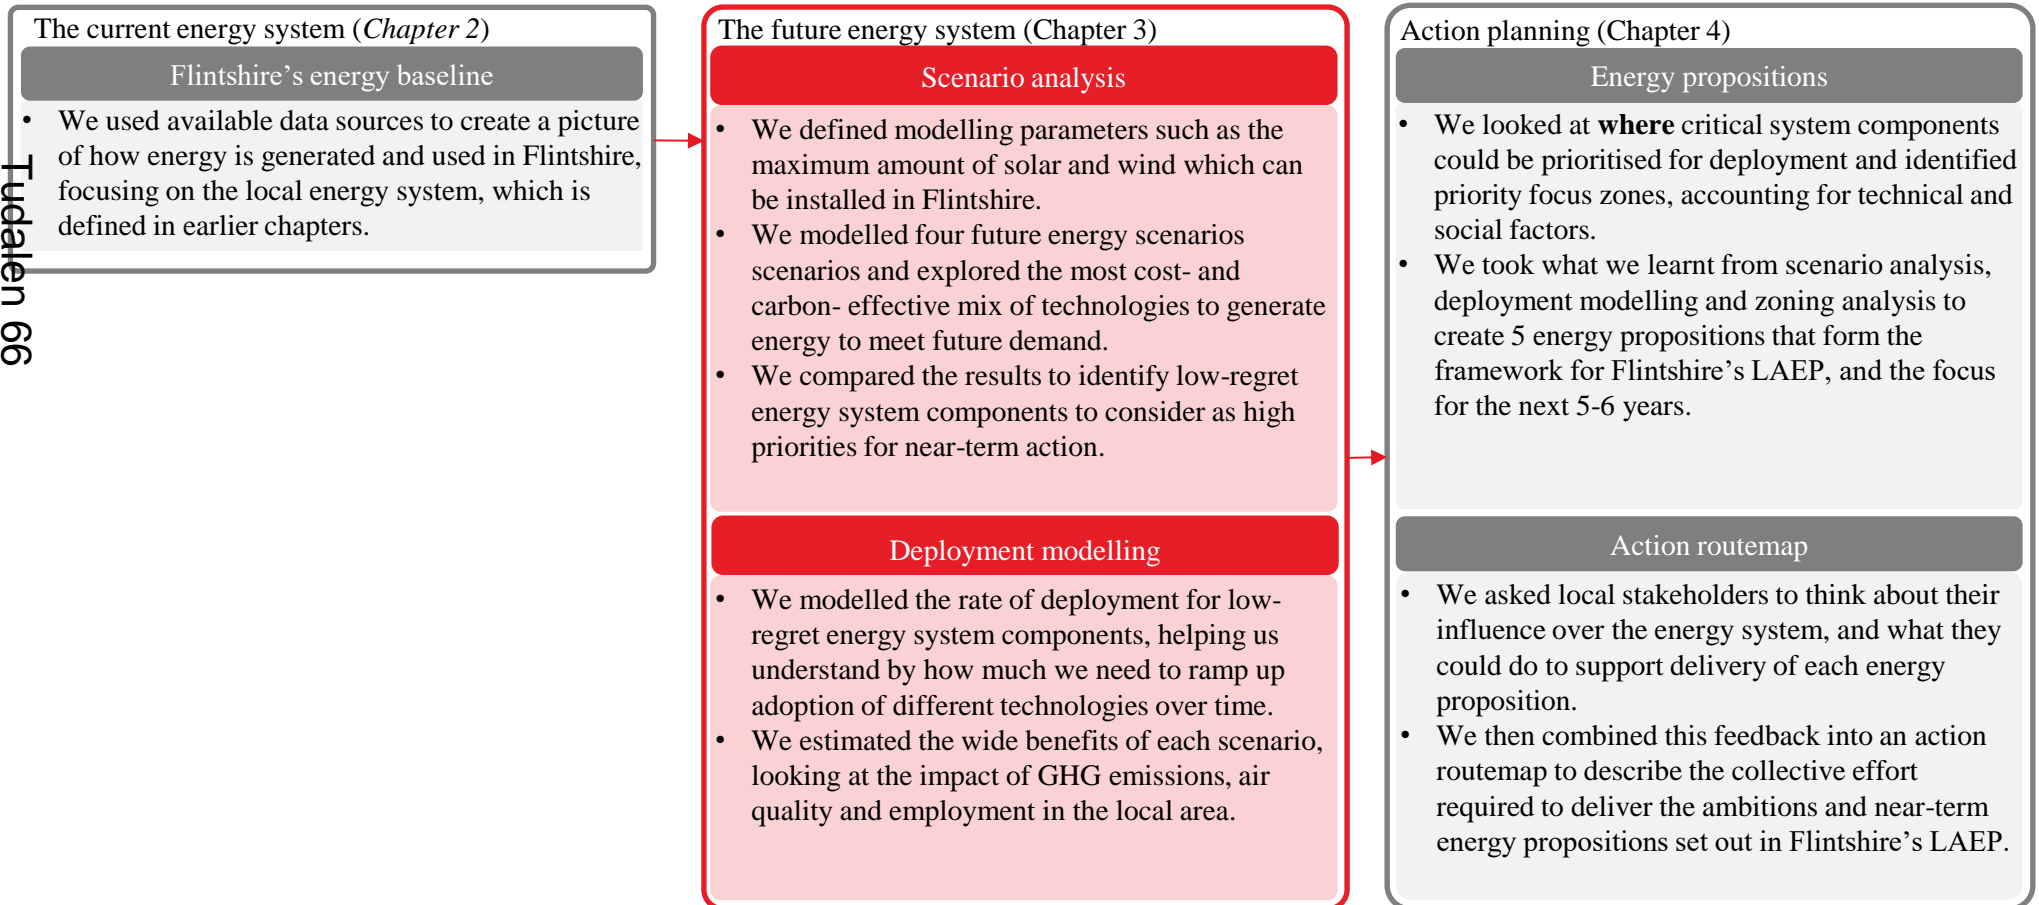 The current energy system (Chapter 2)
Flintshire’s energy baseline
• We used available data sources to create a picture
of how energy is generated and used in Flintshire,
focusing on the local energy system, which is
defined in earlier chapters.
Tudalen 66
The future energy system (Chapter 3)
Scenario analysis
• We defined modelling parameters such as the
maximum amount of solar and wind which can
be installed in Flintshire.
• We modelled four future energy scenarios
scenarios and explored the most cost- and
carbon- effective mix of technologies to generate
energy to meet future demand.
• We compared the results to identify low-regret
energy system components to consider as high
priorities for near-term action.
Deployment modelling
• We modelled the rate of deployment for low-
regret energy system components, helping us
understand by how much we need to ramp up
adoption of different technologies over time.
• We estimated the wide benefits of each scenario,
looking at the impact of GHG emissions, air
quality and employment in the local area.
Action planning (Chapter 4)
Energy propositions
• We looked at where critical system components
could be prioritised for deployment and identified
priority focus zones, accounting for technical and
social factors.
• We took what we learnt from scenario analysis,
deployment modelling and zoning analysis to
create 5 energy propositions that form the
framework for Flintshire’s LAEP, and the focus
for the next 5-6 years.
Action routemap
• We asked local stakeholders to think about their
influence over the energy system, and what they
could do to support delivery of each energy
proposition.
• We then combined this feedback into an action
routemap to describe the collective effort
required to deliver the ambitions and near-term
energy propositions set out in Flintshire’s LAEP.